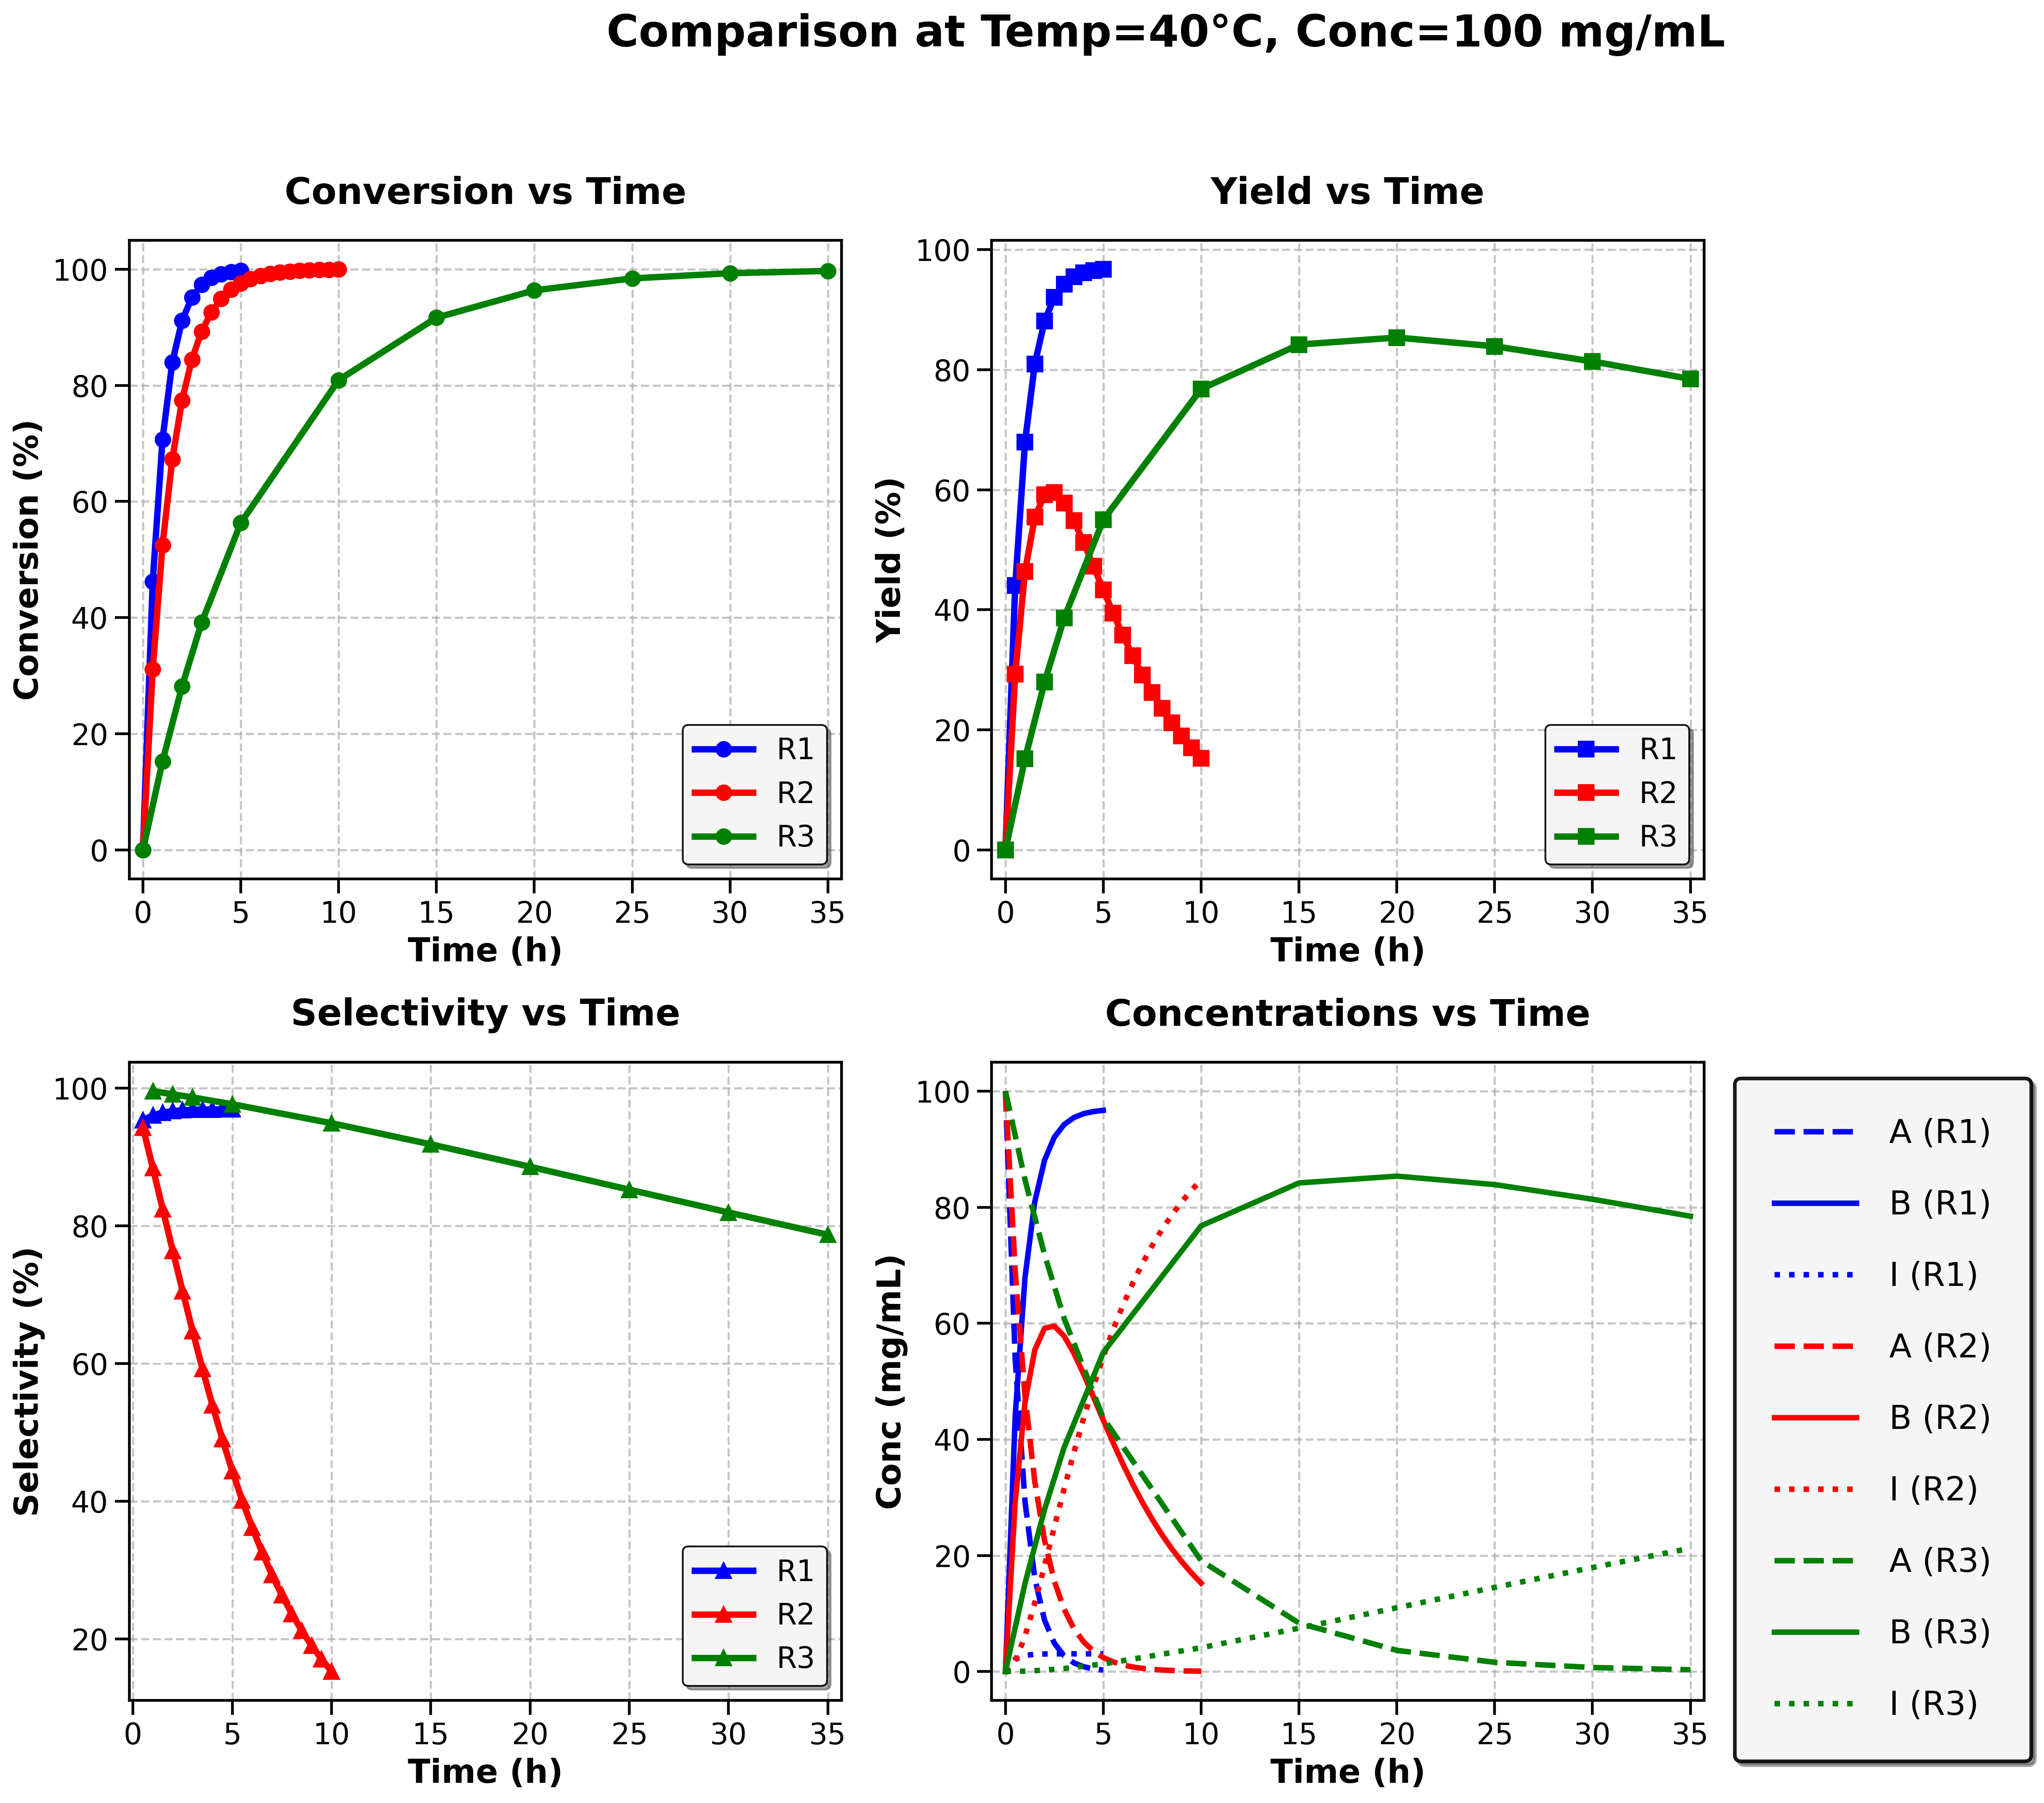 Comparison at Temp=40°C, Conc=100 mg/mL
Conversion vs Time
Conversion (%)
100
80
60
40
20
0
0 5 10 15 20 25 30 35
Time (h)
R1
R2
R3
Yield vs Time
Yield (%)
100
80
60
40
20
0
0 5 10 15 20 25 30 35
Time (h)
R1
R2
R3
Selectivity vs Time
Selectivity (%)
100
80
60
40
20
0 5 10 15 20 25 30 35
Time (h)
R1
R2
R3
Concentrations vs Time
Conc (mg/mL)
100
80
60
40
20
0
0 5 10 15 20 25 30 35
Time (h)
A (R1)
B (R1)
I (R1)
A (R2)
B (R2)
I (R2)
A (R3)
B (R3)
I (R3)